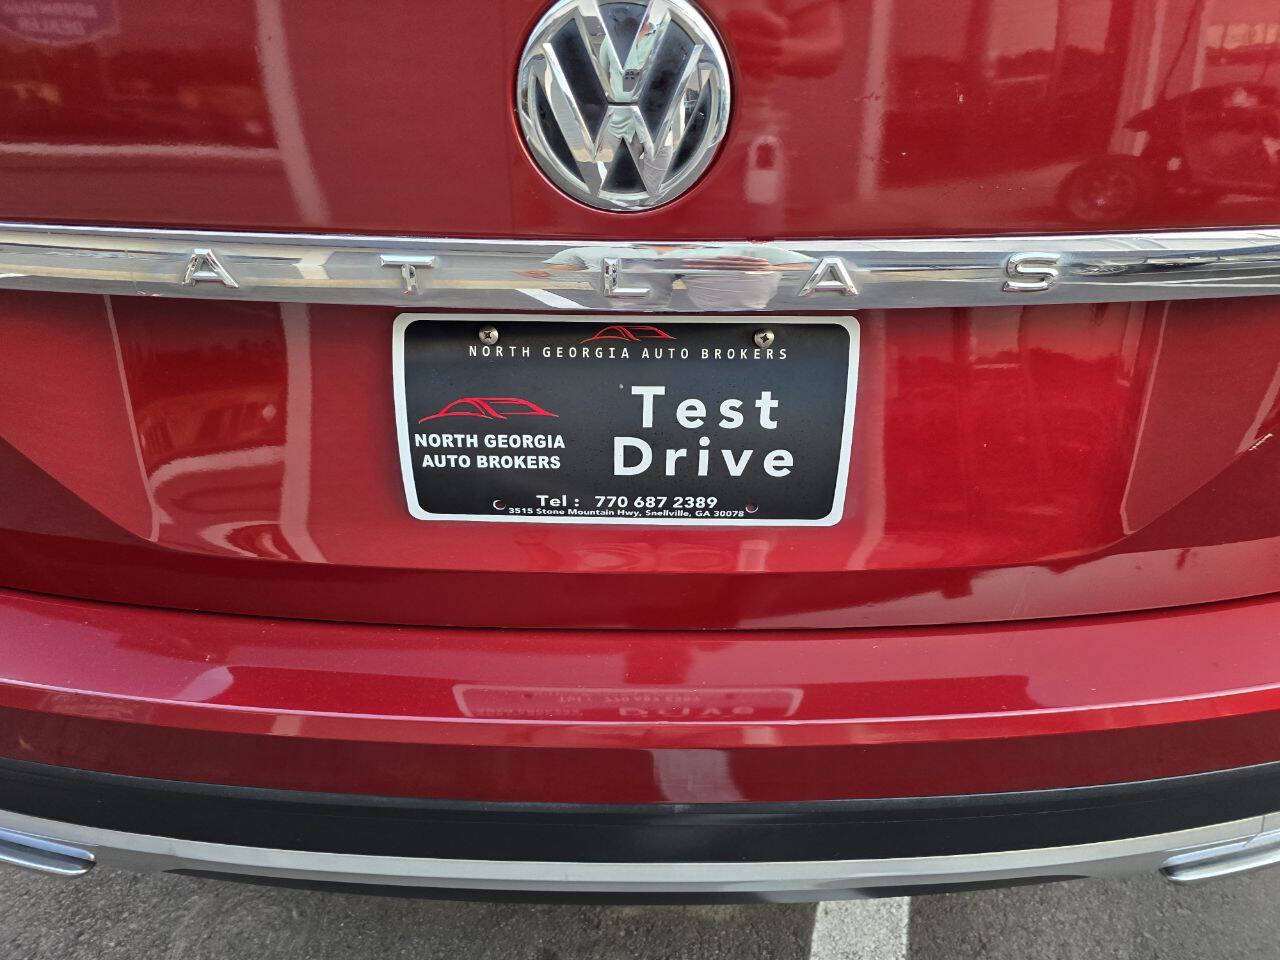 ATLAS
NORTH GEORGIA AUTO BROKERS
Test
Drive
NORTH GEORGIA
AUTO BROKERS
Tel : 770 687 2389
3515 Stone Mountain Hwy, Snellville, GA 30078